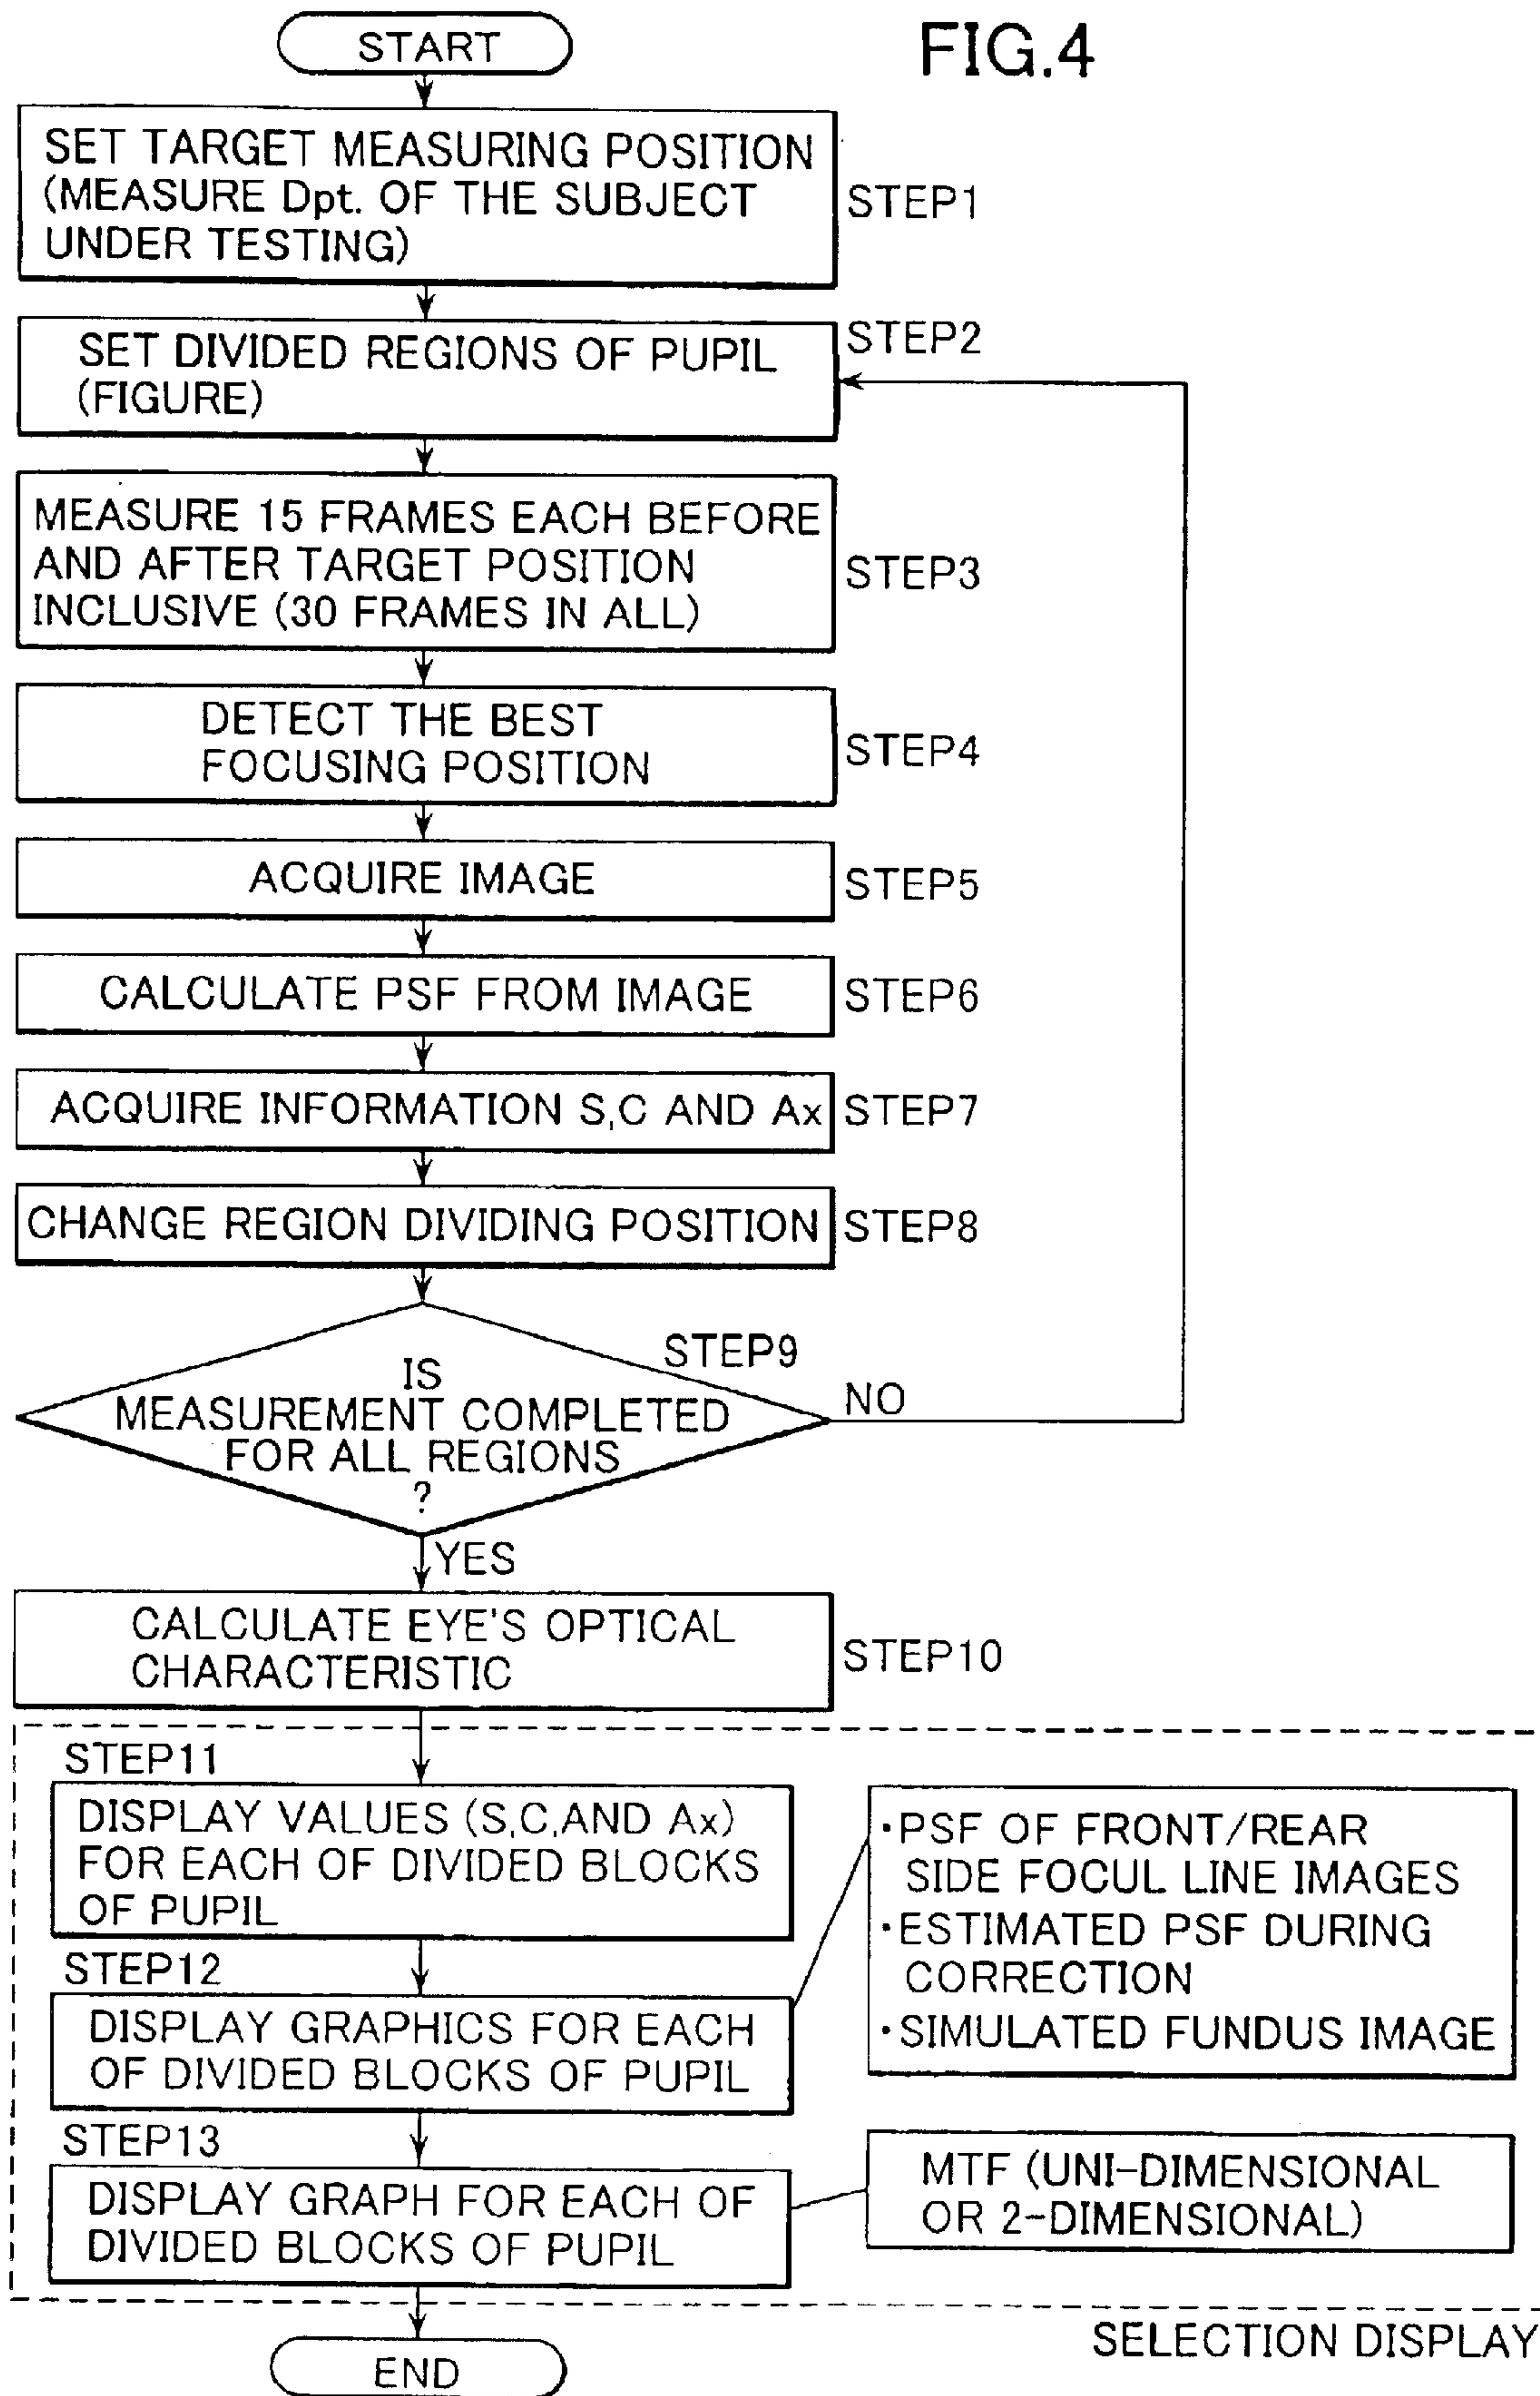 FIG.4
START
SET TARGET MEASURING POSITION
(MEASURE Dpt. OF THE SUBJECT
UNDER TESTING)
STEP1
SET DIVIDED REGIONS OF PUPIL
(FIGURE)
STEP2
MEASURE 15 FRAMES EACH BEFORE
AND AFTER TARGET POSITION
INCLUSIVE (30 FRAMES IN ALL)
STEP3
DETECT THE BEST
FOCUSING POSITION
STEP4
ACQUIRE IMAGE
STEP5
CALCULATE PSF FROM IMAGE
STEP6
ACQUIRE INFORMATION S,C AND Ax
STEP7
CHANGE REGION DIVIDING POSITION
STEP8
STEP9
IS
MEASUREMENT COMPLETED
FOR ALL REGIONS
?
NO
YES
CALCULATE EYE'S OPTICAL
CHARACTERISTIC
STEP10
STEP11
DISPLAY VALUES (S,C,AND Ax)
FOR EACH OF DIVIDED BLOCKS
OF PUPIL
STEP12
DISPLAY GRAPHICS FOR EACH
OF DIVIDED BLOCKS OF PUPIL
・PSF OF FRONT/REAR
SIDE FOCUL LINE IMAGES
・ESTIMATED PSF DURING
CORRECTION
・SIMULATED FUNDUS IMAGE
STEP13
DISPLAY GRAPH FOR EACH OF
DIVIDED BLOCKS OF PUPIL
MTF (UNI-DIMENSIONAL
OR 2-DIMENSIONAL)
SELECTION DISPLAY
END